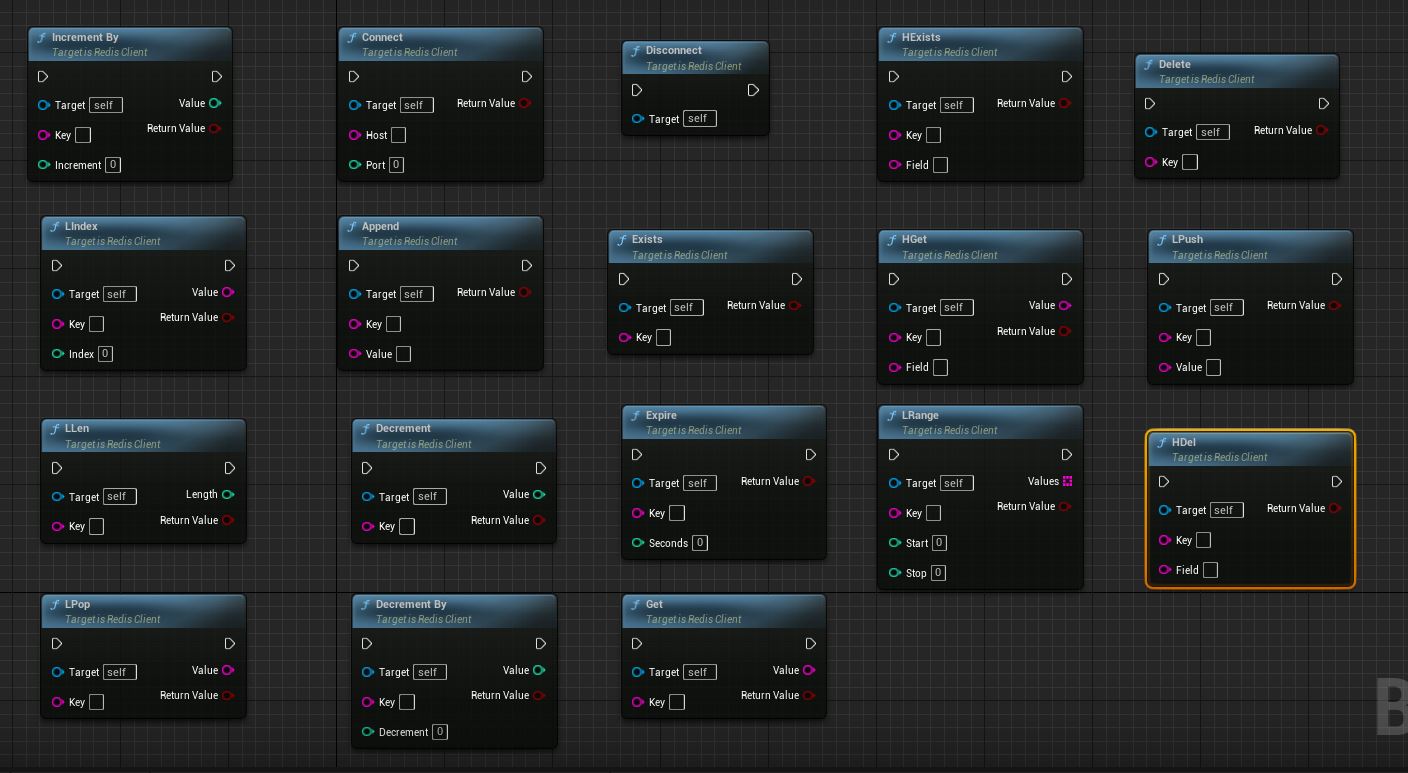 Increment By
Target is Redis Client
Target self
Value
Key
Return Value
Increment 0
Connect
Target is Redis Client
Target self
Return Value
Host
Port 0
Disconnect
Target is Redis Client
Target self
HExists
Target is Redis Client
Target self
Return Value
Key
Field
Delete
Target is Redis Client
Target self
Return Value
Key
LIndex
Target is Redis Client
Target self
Value
Key
Return Value
Index 0
Append
Target is Redis Client
Target self
Return Value
Key
Value
Exists
Target is Redis Client
Target self
Return Value
Key
HGet
Target is Redis Client
Target self
Value
Key
Return Value
Field
LPush
Target is Redis Client
Target self
Return Value
Key
Value
LLen
Target is Redis Client
Target self
Length
Key
Return Value
Decrement
Target is Redis Client
Target self
Value
Key
Return Value
Expire
Target is Redis Client
Target self
Return Value
Key
Seconds 0
LRange
Target is Redis Client
Target self
Values
Key
Return Value
Start 0
Stop 0
HDel
Target is Redis Client
Target self
Return Value
Key
Field
LPop
Target is Redis Client
Target self
Value
Key
Return Value
Decrement By
Target is Redis Client
Target self
Value
Key
Return Value
Decrement 0
Get
Target is Redis Client
Target self
Value
Key
Return Value
B